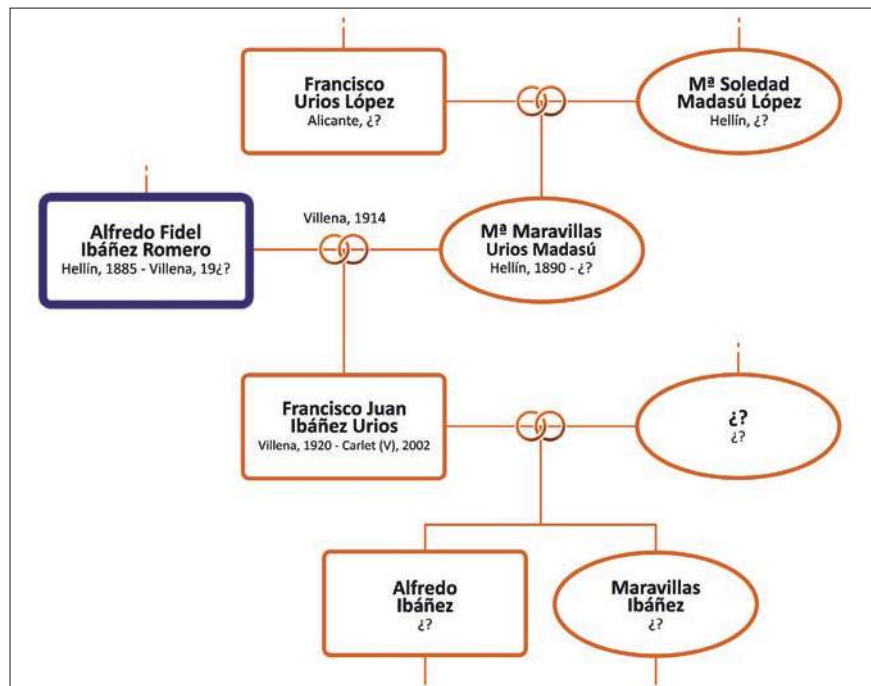 Francisco
Urios López
Alicante, ¿?
Mª Soledad
Madasú López
Hellín, ¿?
Alfredo Fidel
Ibáñez Romero
Hellín, 1885 - Villena, 19¿?
Villena, 1914
Mª Maravillas
Urios Madasú
Hellín, 1890 - ¿?
Francisco Juan
Ibáñez Urios
Villena, 1920 - Carlet (V), 2002
¿?
¿?
Alfredo
Ibáñez
¿?
Maravillas
Ibáñez
¿?